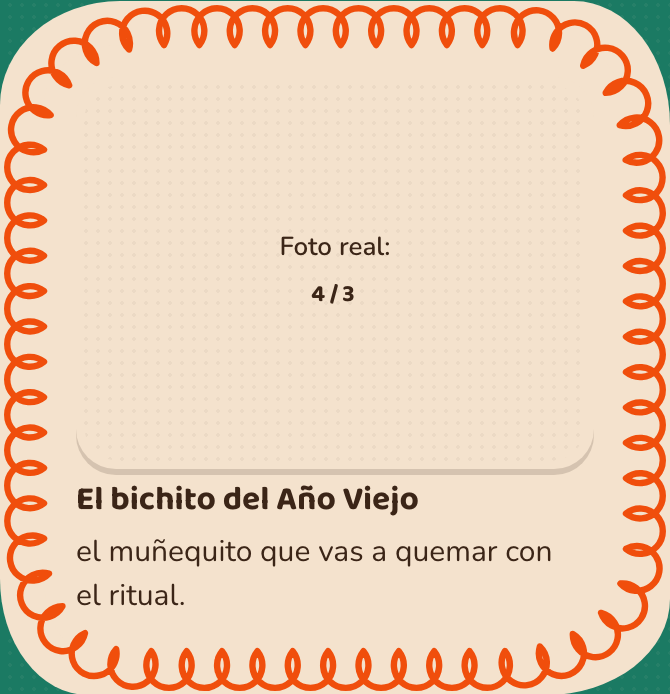 Foto real:
4 / 3
El bichito del Año Viejo
el muñequito que vas a quemar con
el ritual.